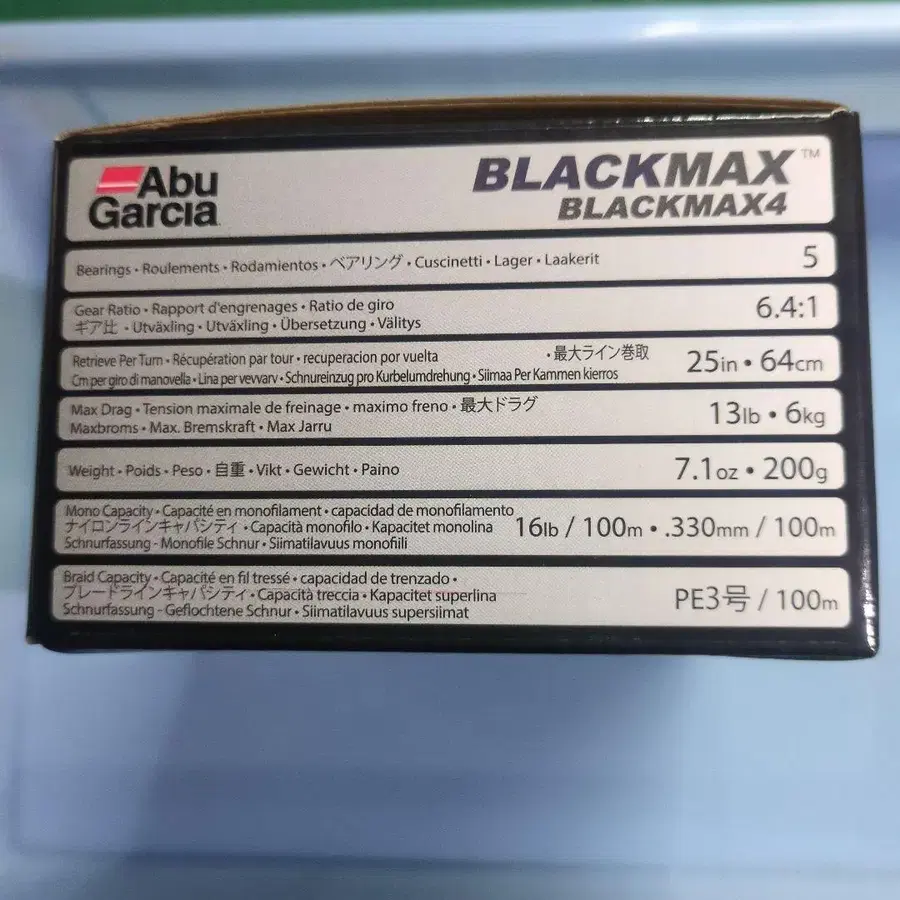 Abu
Garcia
BLACKMAX™
BLACKMAX4
Bearings • Roulements • Rodamientos • ベアリング • Cuscinetti • Lager • Laakerit
5
Gear Ratio • Rapport d'engrenages • Ratio de giro
ギア比 • Utväxling • Utväxling • Übersetzung • Välitys
6.4:1
Retrieve Per Turn • Récupération par tour • recuperacion por vuelta • 最大ライン巻取
Cm per giro di manovella • Lina per vevvarv • Schnureinzug pro Kurbelumdrehung • Siimaa Per Kammen kierros
25in • 64cm
Max Drag • Tension maximale de freinage • maximo freno • 最大ドラグ
Maxbroms • Max. Bremskraft • Max Jarru
13lb • 6kg
Weight • Poids • Peso • 自重 • Vikt • Gewicht • Paino
7.1oz • 200g
Mono Capacity • Capacité en monofilament • capacidad de monofilamento
ナイロンラインキャパシティ • Capacità monofilo • Kapacitet monolina
Schnurfassung - Monofile Schnur • Siimatilavuus monofiili
16lb / 100m • .330mm / 100m
Braid Capacity • Capacité en fil tressé • capacidad de trenzado •
ブレードラインキャパシティ • Capacità treccia • Kapacitet superlina
Schnurfassung - Geflochtene Schnur • Siimatilavuus supersiimat
PE3号 / 100m